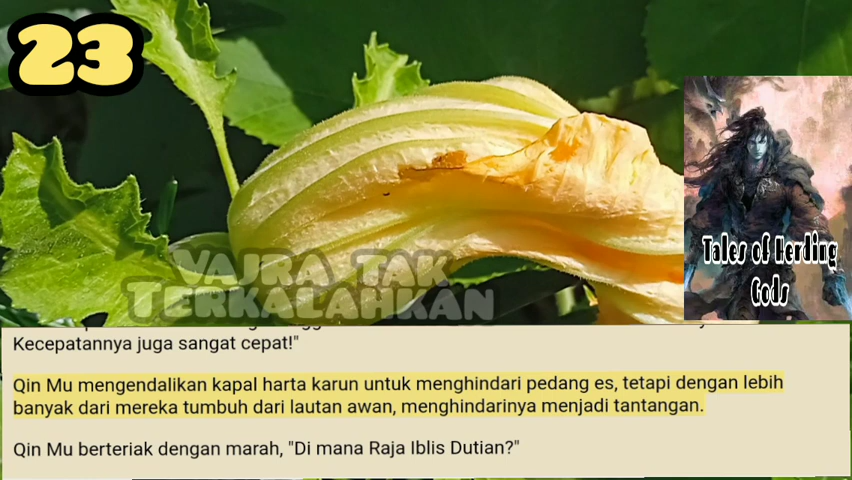 23
Tales of Herding
Gods
VAJRA TAK
TERKALAHKAN
Kecepatannya juga sangat cepat!"
Qin Mu mengendalikan kapal harta karun untuk menghindari pedang es, tetapi dengan lebih
banyak dari mereka tumbuh dari lautan awan, menghindarinya menjadi tantangan.
Qin Mu berteriak dengan marah, "Di mana Raja Iblis Dutian?"